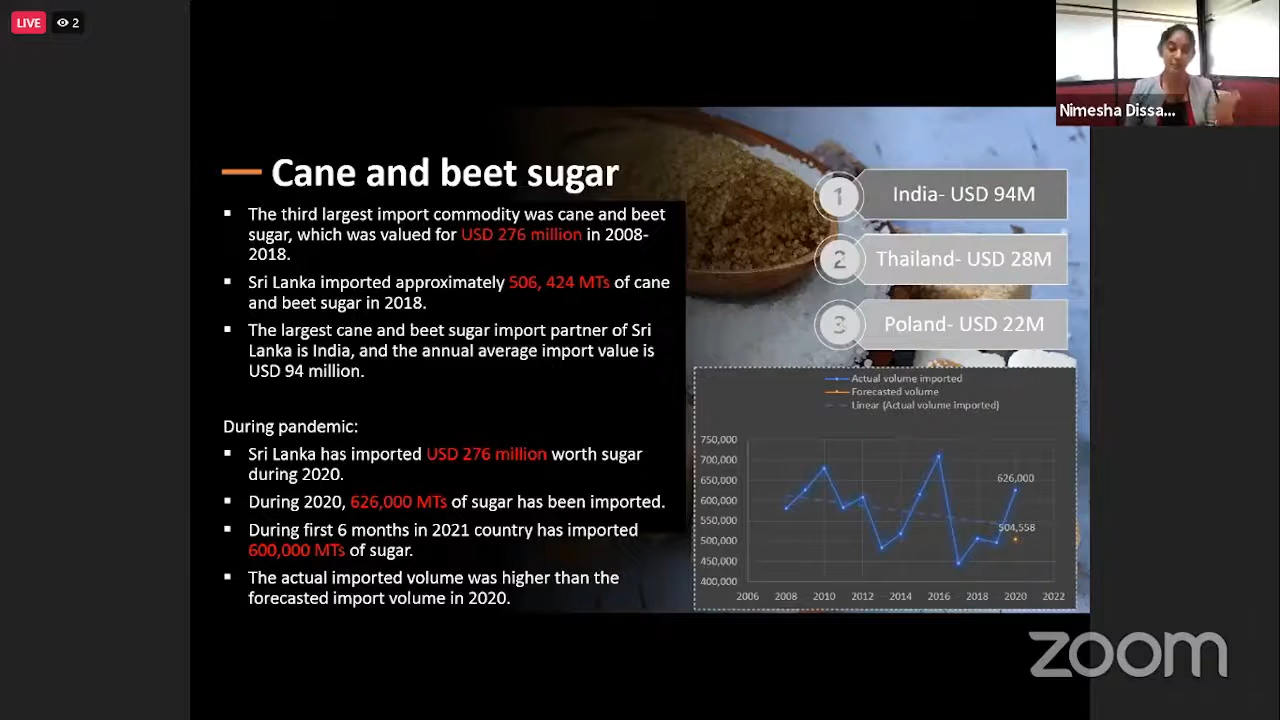 LIVE
2
Nimesha Dissa...
Cane and beet sugar
The third largest import commodity was cane and beet
sugar, which was valued for USD 276 million in 2008-
2018.
Sri Lanka imported approximately 506, 424 MTs of cane
and beet sugar in 2018.
The largest cane and beet sugar import partner of Sri
Lanka is India, and the annual average import value is
USD 94 million.
During pandemic:
Sri Lanka has imported USD 276 million worth sugar
during 2020.
During 2020, 626,000 MTs of sugar has been imported.
During first 6 months in 2021 country has imported
600,000 MTs of sugar.
The actual imported volume was higher than the
forecasted import volume in 2020.
1
India- USD 94M
2
Thailand- USD 28M
3
Poland- USD 22M
Actual volume imported
Forecasted volume
Linear (Actual volume imported)
750,000
700,000
650,000
600,000
550,000
500,000
450,000
400,000
626,000
504,558
2006 2008 2010 2012 2014 2016 2018 2020 2022
zoom